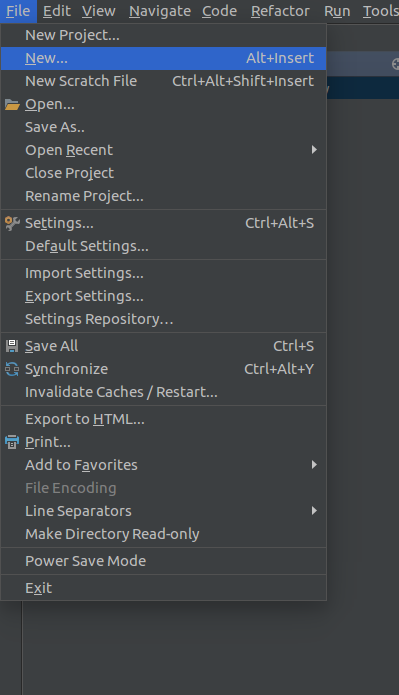 File Edit View Navigate Code Refactor Run Tools
New Project...
New... Alt+Insert
New Scratch File Ctrl+Alt+Shift+Insert
Open...
Save As..
Open Recent
Close Project
Rename Project...
Settings... Ctrl+Alt+S
Default Settings...
Import Settings...
Export Settings...
Settings Repository...
Save All Ctrl+S
Synchronize Ctrl+Alt+Y
Invalidate Caches / Restart...
Export to HTML...
Print...
Add to Favorites
File Encoding
Line Separators
Make Directory Read-only
Power Save Mode
Exit